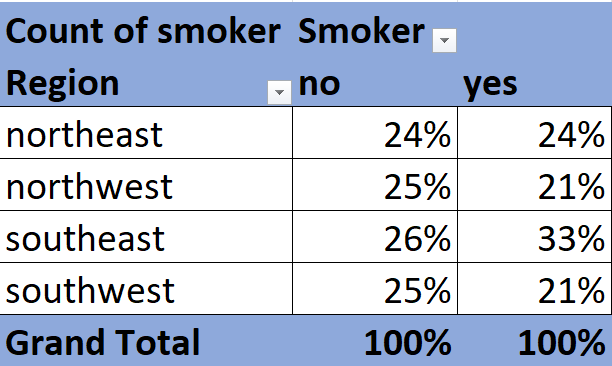 Count of smoker Smoker
Region no yes
northeast 24% 24%
northwest 25% 21%
southeast 26% 33%
southwest 25% 21%
Grand Total 100% 100%